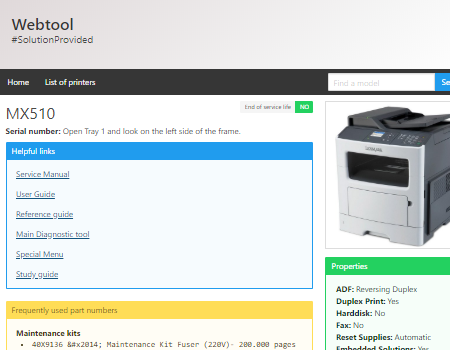 Webtool
#SolutionProvided
Home
List of printers
Find a model
Se
MX510
End of service life NO
Serial number: Open Tray 1 and look on the left side of the frame.
Helpful links
Service Manual
User Guide
Reference guide
Main Diagnostic tool
Special Menu
Study guide
Frequently used part numbers
Maintenance kits
• 40X9136 &#x2014; Maintenance Kit Fuser (220V)- 200.000 pages
LEXMARK
Properties
ADF: Reversing Duplex
Duplex Print: Yes
Harddisk: No
Fax: No
Reset Supplies: Automatic
Embedded Solutions: Yes